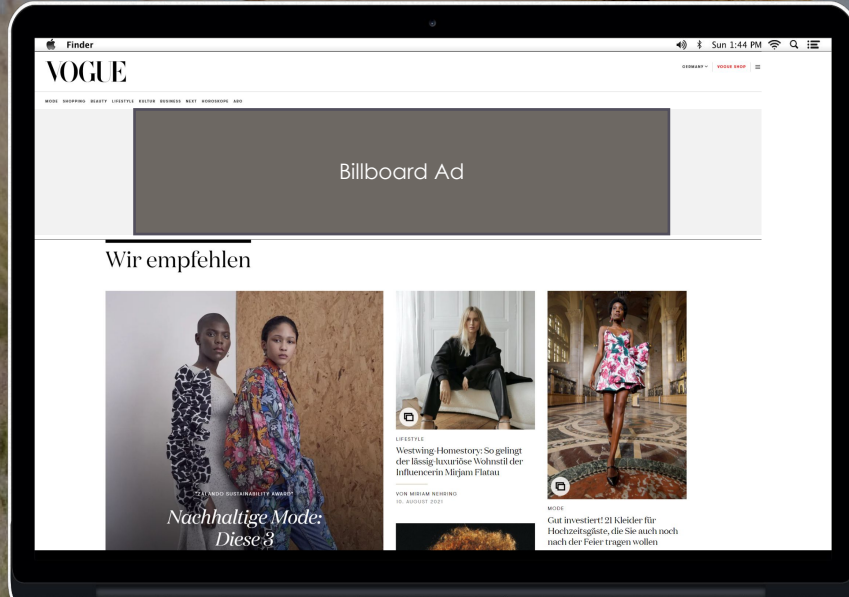 Finder
Sun 1:44 PM
VOGUE
GERMANY
VOGUE SHOP
MODE SHOPPING BEAUTY LIFESTYLE KULTUR BUSINESS NEXT HOROSKOPE ABO
Billboard Ad
Wir empfehlen
"ZALANDO SUSTAINABILITY AWARD"
Nachhaltige Mode:
Diese 3
LIFESTYLE
Westwing-Homestory: So gelingt
der lässig-luxuriöse Wohnstil der
Influencerin Mirjam Flatau
VON MIRIAM NEHRING
10. AUGUST 2021
MODE
Gut investiert! 21 Kleider für
Hochzeitsgäste, die Sie auch noch
nach der Feier tragen wollen